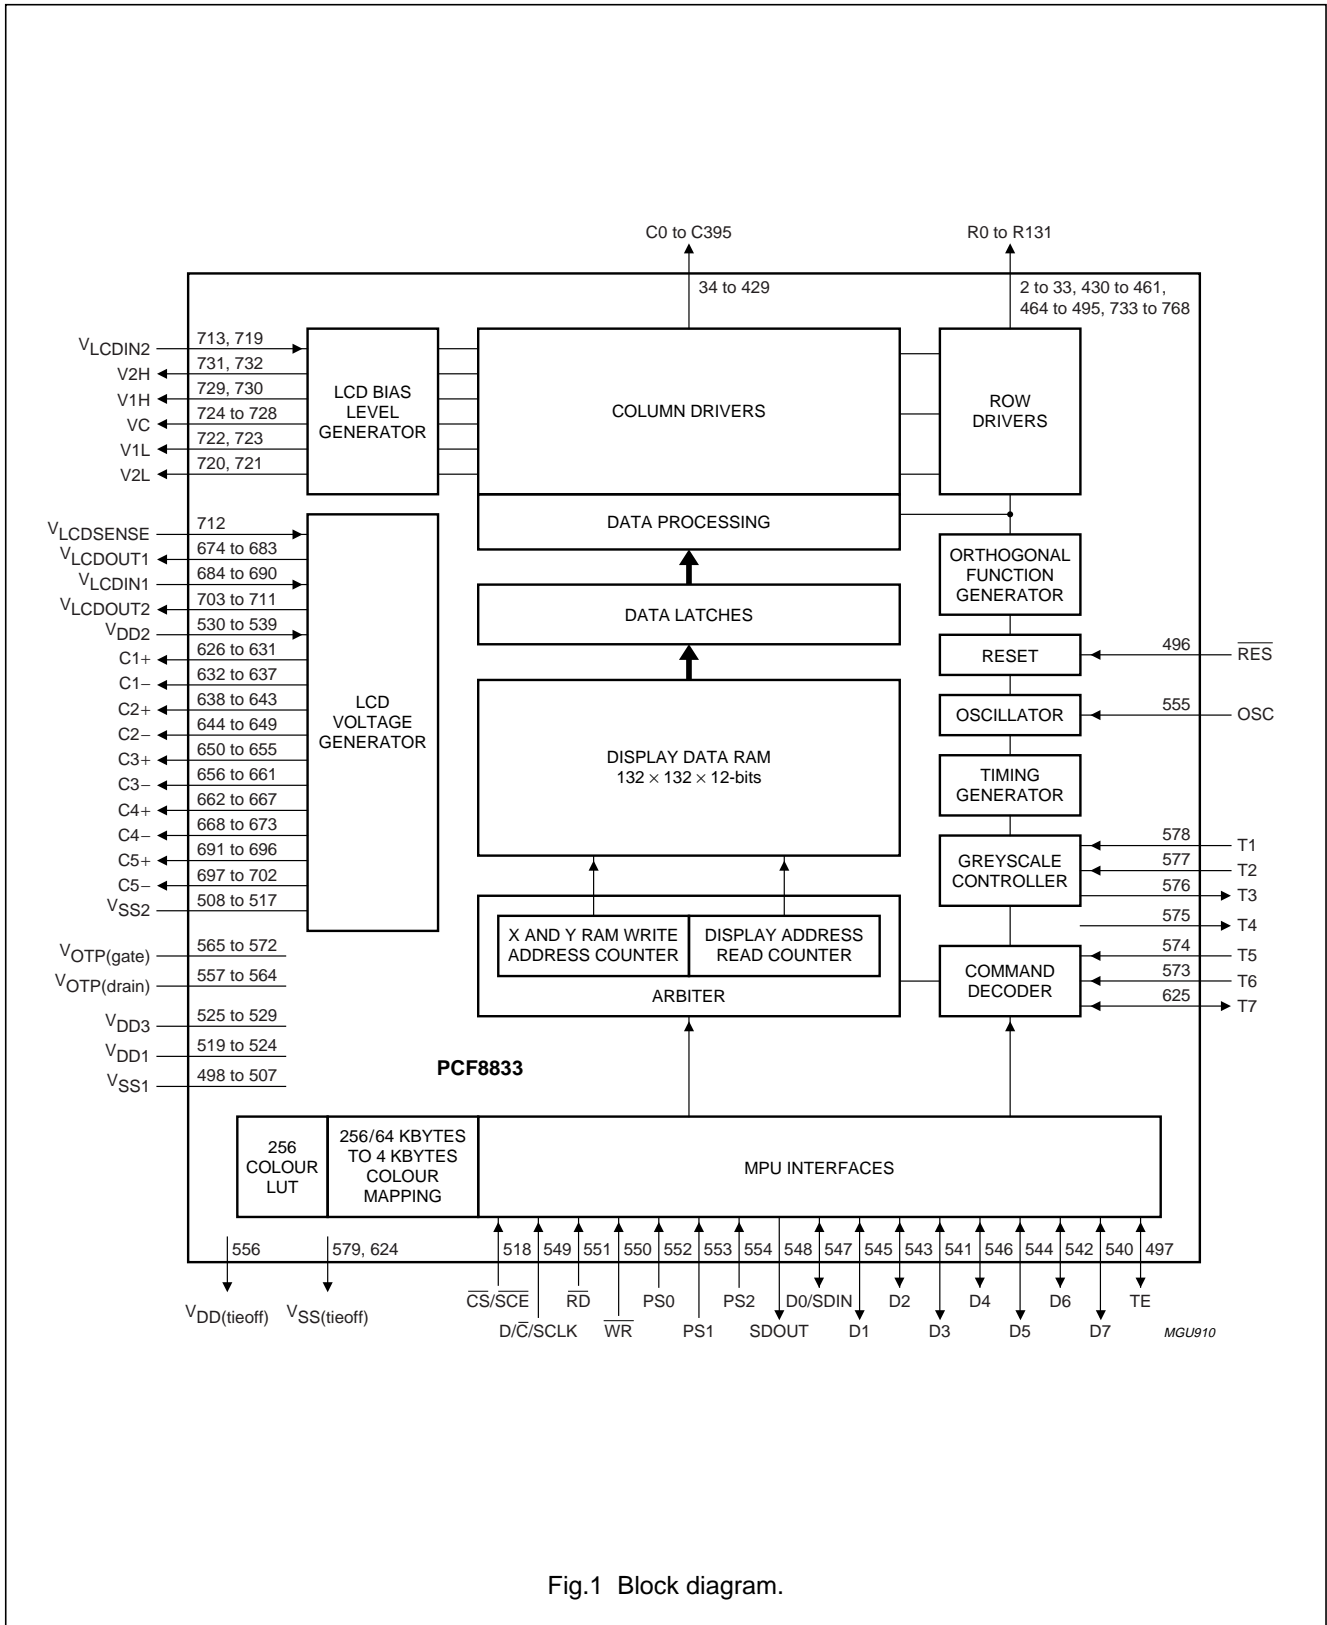 C0 to C395
R0 to R131
34 to 429
2 to 33, 430 to 461,
464 to 495, 733 to 768
VLCDIN2
713, 719
V2H
731, 732
V1H
729, 730
VC
724 to 728
V1L
722, 723
V2L
720, 721
LCD BIAS
LEVEL
GENERATOR
COLUMN DRIVERS
ROW
DRIVERS
DATA PROCESSING
VLCDSENSE
712
VLCDOUT1
674 to 683
VLCDIN1
684 to 690
VLCDOUT2
703 to 711
VDD2
530 to 539
C1+
626 to 631
C1−
632 to 637
C2+
638 to 643
C2−
644 to 649
C3+
650 to 655
C3−
656 to 661
C4+
662 to 667
C4−
668 to 673
C5+
691 to 696
C5−
697 to 702
VSS2
508 to 517
LCD
VOLTAGE
GENERATOR
DATA LATCHES
DISPLAY DATA RAM
132 × 132 × 12-bits
ORTHOGONAL
FUNCTION
GENERATOR
RESET
496
R̅E̅S̅
OSCILLATOR
555
OSC
TIMING
GENERATOR
GREYSCALE
CONTROLLER
578
T1
577
T2
576
T3
575
T4
574
T5
573
T6
625
T7
COMMAND
DECODER
X AND Y RAM WRITE
ADDRESS COUNTER
DISPLAY ADDRESS
READ COUNTER
ARBITER
VOTP(gate)
565 to 572
VOTP(drain)
557 to 564
VDD3
525 to 529
VDD1
519 to 524
VSS1
498 to 507
PCF8833
256
COLOUR
LUT
256/64 KBYTES
TO 4 KBYTES
COLOUR
MAPPING
MPU INTERFACES
556
579, 624
518
549
551
550
552
553
554
548
547
545
543
541
546
544
542
540
497
VDD(tieoff)
VSS(tieoff)
C̅S̅/S̅C̅E̅
R̅D̅
PS0
PS2
D0/SDIN
D2
D4
D6
TE
D/C̅/SCLK
W̅R̅
PS1
SDOUT
D1
D3
D5
D7
MGU910
Fig.1 Block diagram.